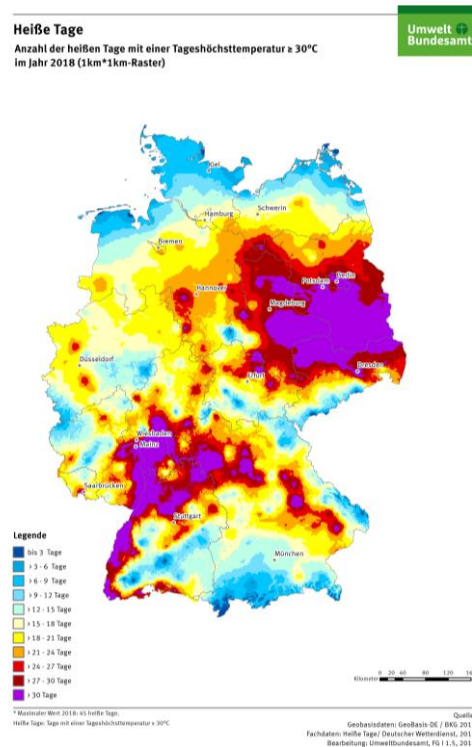 Heiße Tage
Anzahl der heißen Tage mit einer Tageshöchsttemperatur ≥ 30°C
im Jahr 2018 (1km*1km-Raster)
Umwelt
Bundesamt
Kiel
Hamburg
Schwerin
Bremen
Hannover
Berlin
Potsdam
Magdeburg
Düsseldorf
Erfurt
Dresden
Wiesbaden
Mainz
Saarbrücken
Stuttgart
München
Legende
bis 3 Tage
> 3 - 6 Tage
> 6 - 9 Tage
> 9 - 12 Tage
> 12 - 15 Tage
> 15 - 18 Tage
> 18 - 21 Tage
> 21 - 24 Tage
> 24 - 27 Tage
> 27 - 30 Tage
> 30 Tage
0 20 40 80 120
Kilometer
* Maximaler Wert 2018: 45 heiße Tage.
Heiße Tage: Tage mit einer Tageshöchsttemperatur ≥ 30°C
Geobasisdaten: GeoBasis-DE / BKG 201
Fachdaten: Heiße Tage/ Deutscher Wetterdienst, 201
Bearbeitung: Umweltbundesamt, FG I 1.5, 201